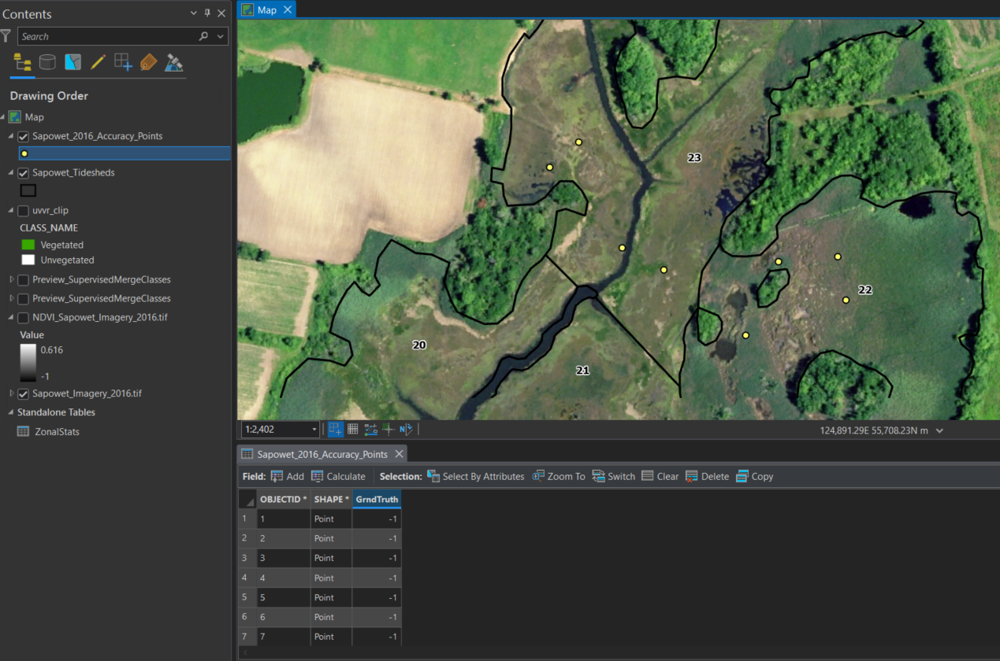 Contents
Search
Drawing Order
Map
Sapowet_2016_Accuracy_Points
Sapowet_Tidesheds
uvvr_clip
CLASS_NAME
Vegetated
Unvegetated
Preview_SupervisedMergeClasses
Preview_SupervisedMergeClasses
NDVI_Sapowet_Imagery_2016.tif
Value
0.616
-1
Sapowet_Imagery_2016.tif
Standalone Tables
ZonalStats
Map
23
22
20
21
1:2,402
N
124,891.29E 55,708.23N m
Sapowet_2016_Accuracy_Points
Field: Add Calculate Selection: Select By Attributes Zoom To Switch Clear Delete Copy
OBJECTID * SHAPE * GrndTruth
1 1 Point -1
2 2 Point -1
3 3 Point -1
4 4 Point -1
5 5 Point -1
6 6 Point -1
7 7 Point -1